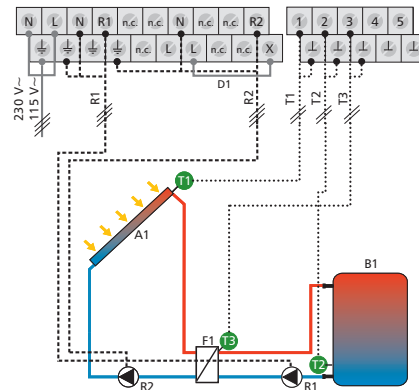 N L N R1 n.c. n.c. N n.c. n.c. R2
n.c. L L n.c. n.c. X
D1
1 2 3 4 5
230 V~
115 V~
R1
R2
T1
T2
T3
T1
A1
B1
F1
T3
T2
R2
R1